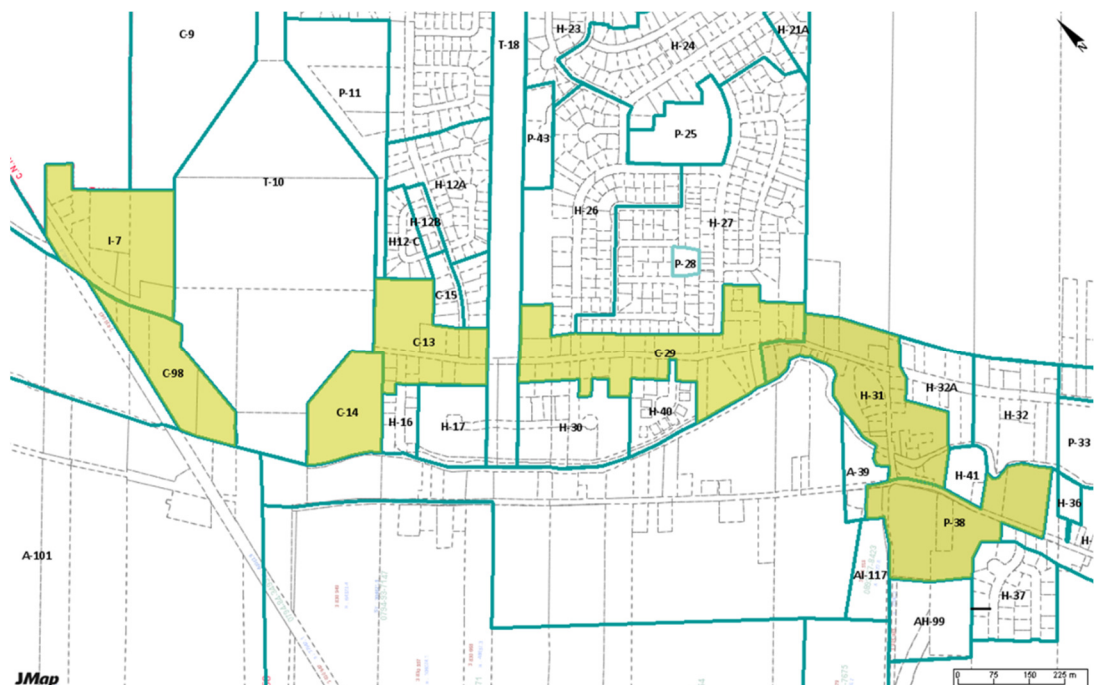 C-9
T-18
H-23
H-24
H-21A
P-11
P-25
P-43
T-10
H-12A
H-26
H-27
H-12B
H12-C
I-7
P-28
C-15
C-13
C-29
C-98
H-32A
H-31
C-14
H-16
H-17
H-30
H-40
H-32
P-33
A-39
H-41
H-36
P-38
H-
A-101
AI-117
H-37
AH-99
JMap
0 75 150 225 m